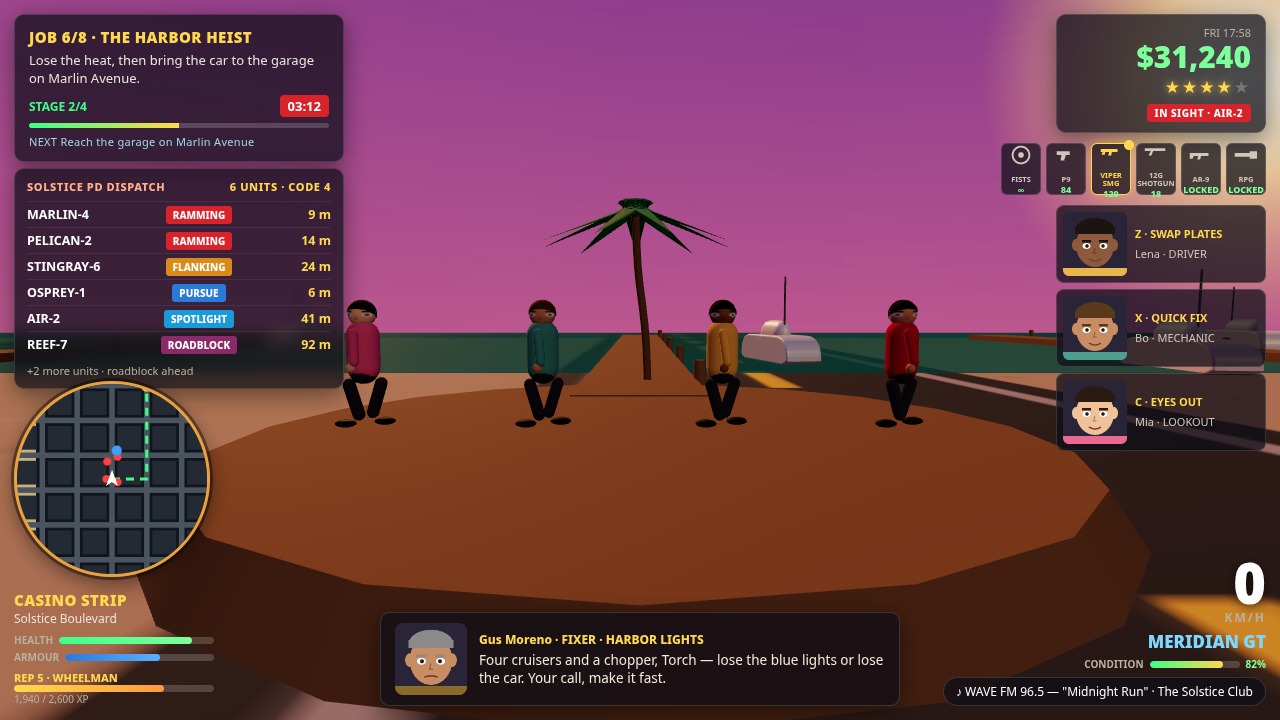 JOB 6/8 · THE HARBOR HEIST
Lose the heat, then bring the car to the garage
on Marlin Avenue.
STAGE 2/4 03:12
NEXT Reach the garage on Marlin Avenue
SOLSTICE PD DISPATCH 6 UNITS · CODE 4
MARLIN-4 RAMMING 9 m
PELICAN-2 RAMMING 14 m
STINGRAY-6 FLANKING 24 m
OSPREY-1 PURSUE 6 m
AIR-2 SPOTLIGHT 41 m
REEF-7 ROADBLOCK 92 m
+2 more units · roadblock ahead
CASINO STRIP
Solstice Boulevard
HEALTH
ARMOUR
REP 5 · WHEELMAN
1,940 / 2,600 XP
Gus Moreno · FIXER · HARBOR LIGHTS
Four cruisers and a chopper, Torch — lose the blue lights or lose
the car. Your call, make it fast.
FRI 17:58
$31,240
★★★★★
IN SIGHT · AIR-2
FISTS
∞
P9
84
VIPER
SMG
120
12G
SHOTGUN
18
AR-9
LOCKED
RPG
LOCKED
Z · SWAP PLATES
Lena · DRIVER
X · QUICK FIX
Bo · MECHANIC
C · EYES OUT
Mia · LOOKOUT
0
KM/H
MERIDIAN GT
CONDITION 82%
♪ WAVE FM 96.5 — "Midnight Run" · The Solstice Club